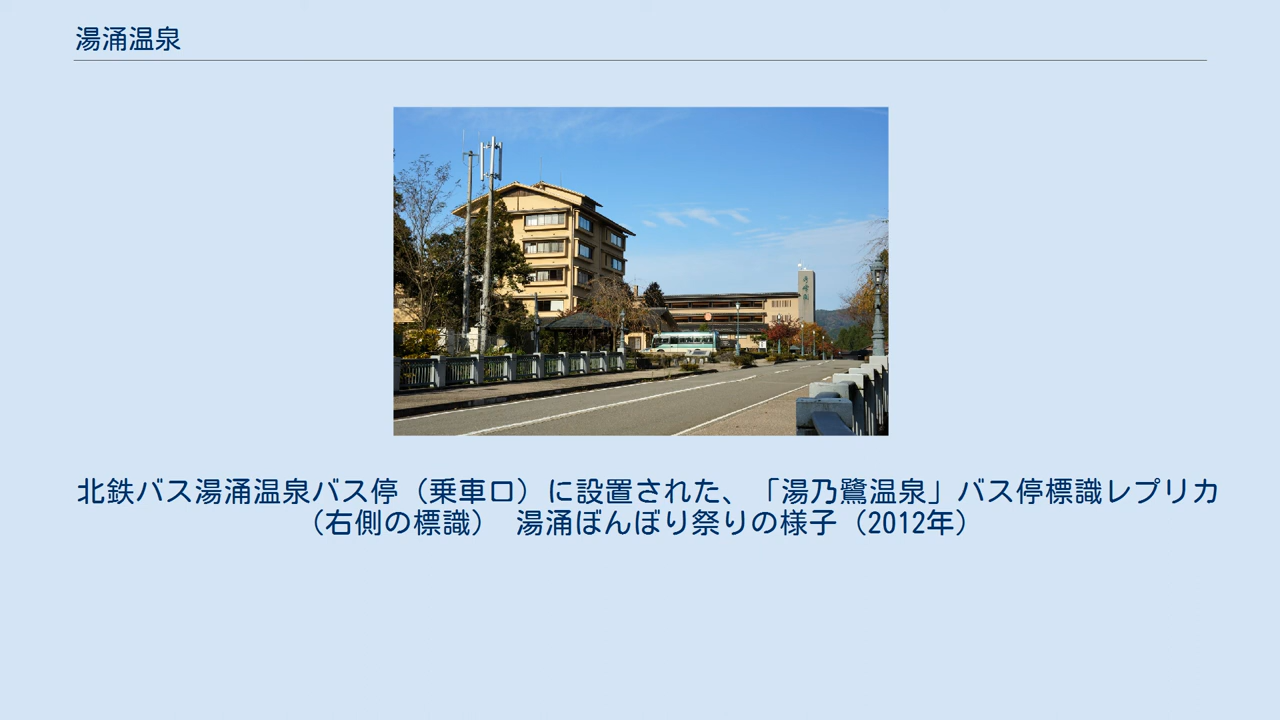 湯涌温泉
北鉄バス湯涌温泉バス停（乗車口）に設置された、「湯乃鷺温泉」バス停標識レプリカ
（右側の標識）　湯涌ぼんぼり祭りの様子（2012年）